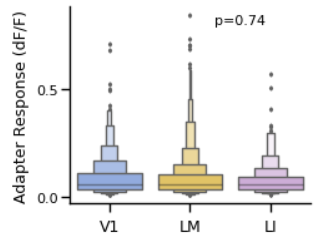 p=0.74
Adapter Response (dF/F)
0.5
0.0
V1 LM LI